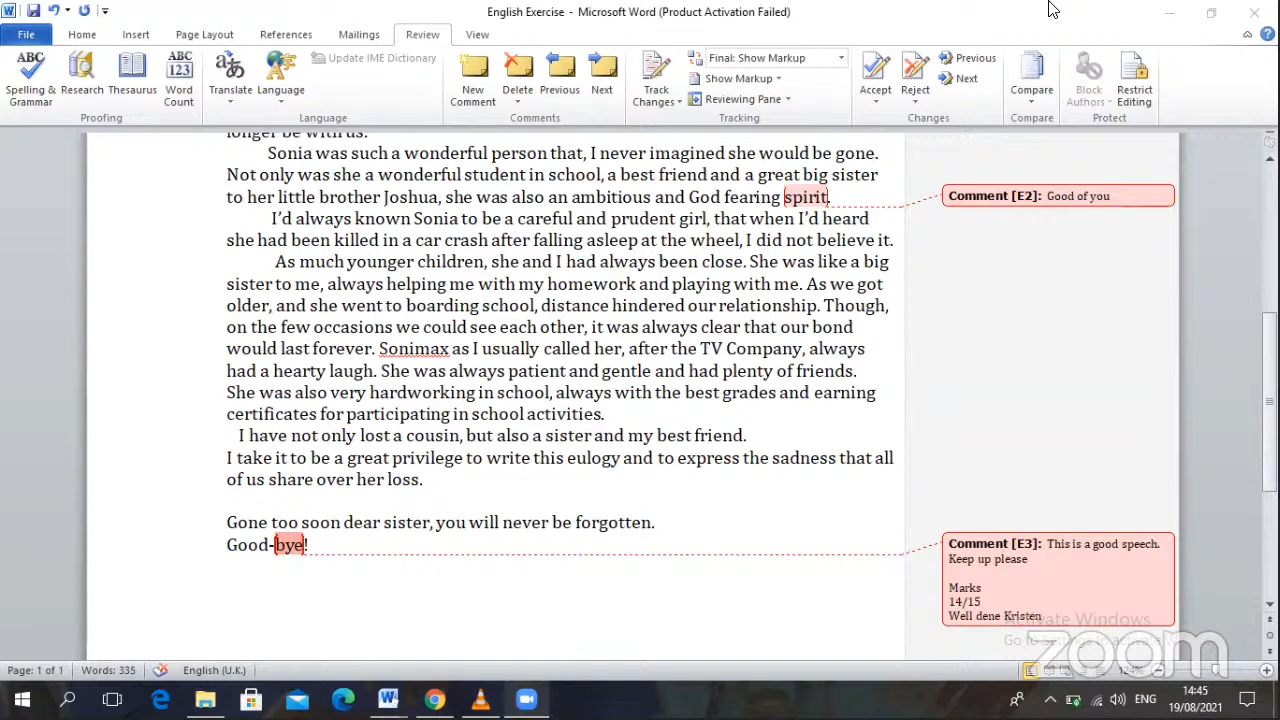 English Exercise - Microsoft Word (Product Activation Failed)
File Home Insert Page Layout References Mailings Review View
ABC ABC 123 Update IME Dictionary Final: Show Markup Previous
Show Markup Next
Spelling & Grammar Research Thesaurus Word Count Translate Language New Comment Delete Previous Next Track Changes Reviewing Pane Accept Reject Compare Block Authors Restrict Editing
Proofing Language Comments Tracking Changes Compare Protect
longer be with us.
Sonia was such a wonderful person that, I never imagined she would be gone.
Not only was she a wonderful student in school, a best friend and a great big sister
to her little brother Joshua, she was also an ambitious and God fearing spirit.
Comment [E2]: Good of you
I'd always known Sonia to be a careful and prudent girl, that when I'd heard
she had been killed in a car crash after falling asleep at the wheel, I did not believe it.
As much younger children, she and I had always been close. She was like a big
sister to me, always helping me with my homework and playing with me. As we got
older, and she went to boarding school, distance hindered our relationship. Though,
on the few occasions we could see each other, it was always clear that our bond
would last forever. Sonimax as I usually called her, after the TV Company, always
had a hearty laugh. She was always patient and gentle and had plenty of friends.
She was also very hardworking in school, always with the best grades and earning
certificates for participating in school activities.
I have not only lost a cousin, but also a sister and my best friend.
I take it to be a great privilege to write this eulogy and to express the sadness that all
of us share over her loss.
Gone too soon dear sister, you will never be forgotten.
Good-bye!
Comment [E3]: This is a good speech.
Keep up please
Marks
14/15
Well dene Kristen
Activate Windows
zoom
Page: 1 of 1 Words: 335 English (U.K.)
ENG 14:45
19/08/2021